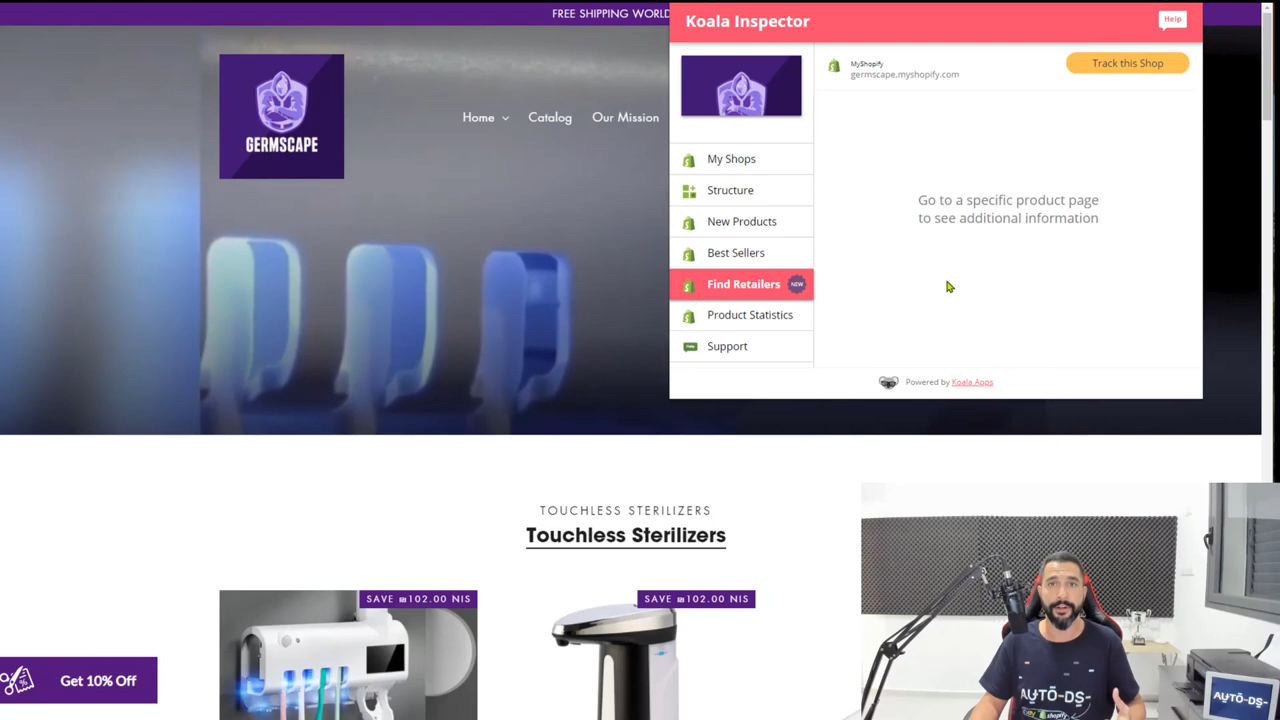 FREE SHIPPING WORLD
Koala Inspector
Help
GERMSCAPE
Home
Catalog
Our Mission
MyShopify
germscape.myshopify.com
Track this Shop
My Shops
Structure
New Products
Best Sellers
Find Retailers
NEW
Product Statistics
Support
Go to a specific product page
to see additional information
Powered by Koala Apps
TOUCHLESS STERILIZERS
Touchless Sterilizers
SAVE ₪102.00 NIS
SAVE ₪102.00 NIS
Get 10% Off
AUTO-DS-
shopify
AUTO-DS-